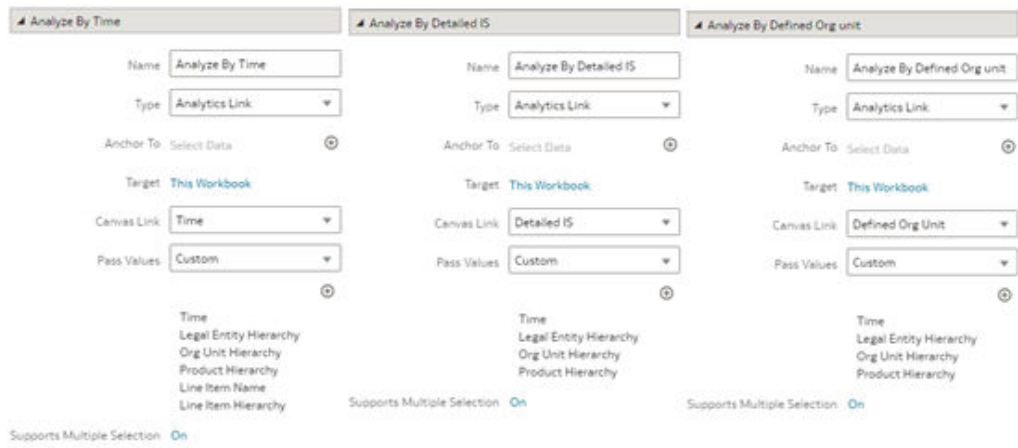 Analyze By Time
Name Analyze By Time
Type Analytics Link
Anchor To Select Data
Target This Workbook
Canvas Link Time
Pass Values Custom
Time
Legal Entity Hierarchy
Org Unit Hierarchy
Product Hierarchy
Line Item Name
Line Item Hierarchy
Supports Multiple Selection On
Analyze By Detailed IS
Name Analyze By Detailed IS
Type Analytics Link
Anchor To Select Data
Target This Workbook
Canvas Link Detailed IS
Pass Values Custom
Time
Legal Entity Hierarchy
Org Unit Hierarchy
Product Hierarchy
Supports Multiple Selection On
Analyze By Defined Org unit
Name Analyze By Defined Org unit
Type Analytics Link
Anchor To Select Data
Target This Workbook
Canvas Link Defined Org Unit
Pass Values Custom
Time
Legal Entity Hierarchy
Org Unit Hierarchy
Product Hierarchy
Supports Multiple Selection On